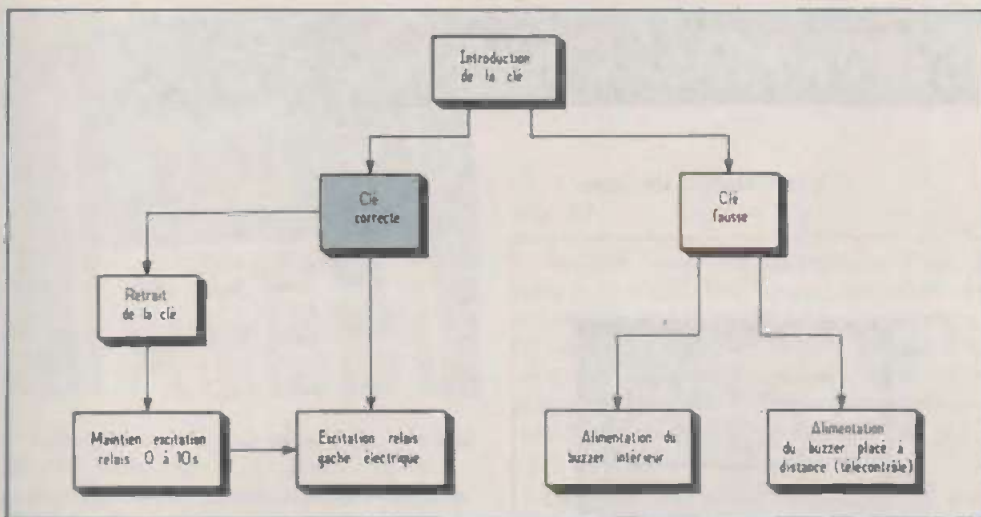 Introduction
de la clé
Clé
correcte
Clé
fausse
Retrait
de la clé
Maintien excitation
relais 0 à 10s
Excitation relais
gache électrique
Alimentation du
buzzer intérieur
Alimentation
du buzzer placé à
distance (télécontrôle)